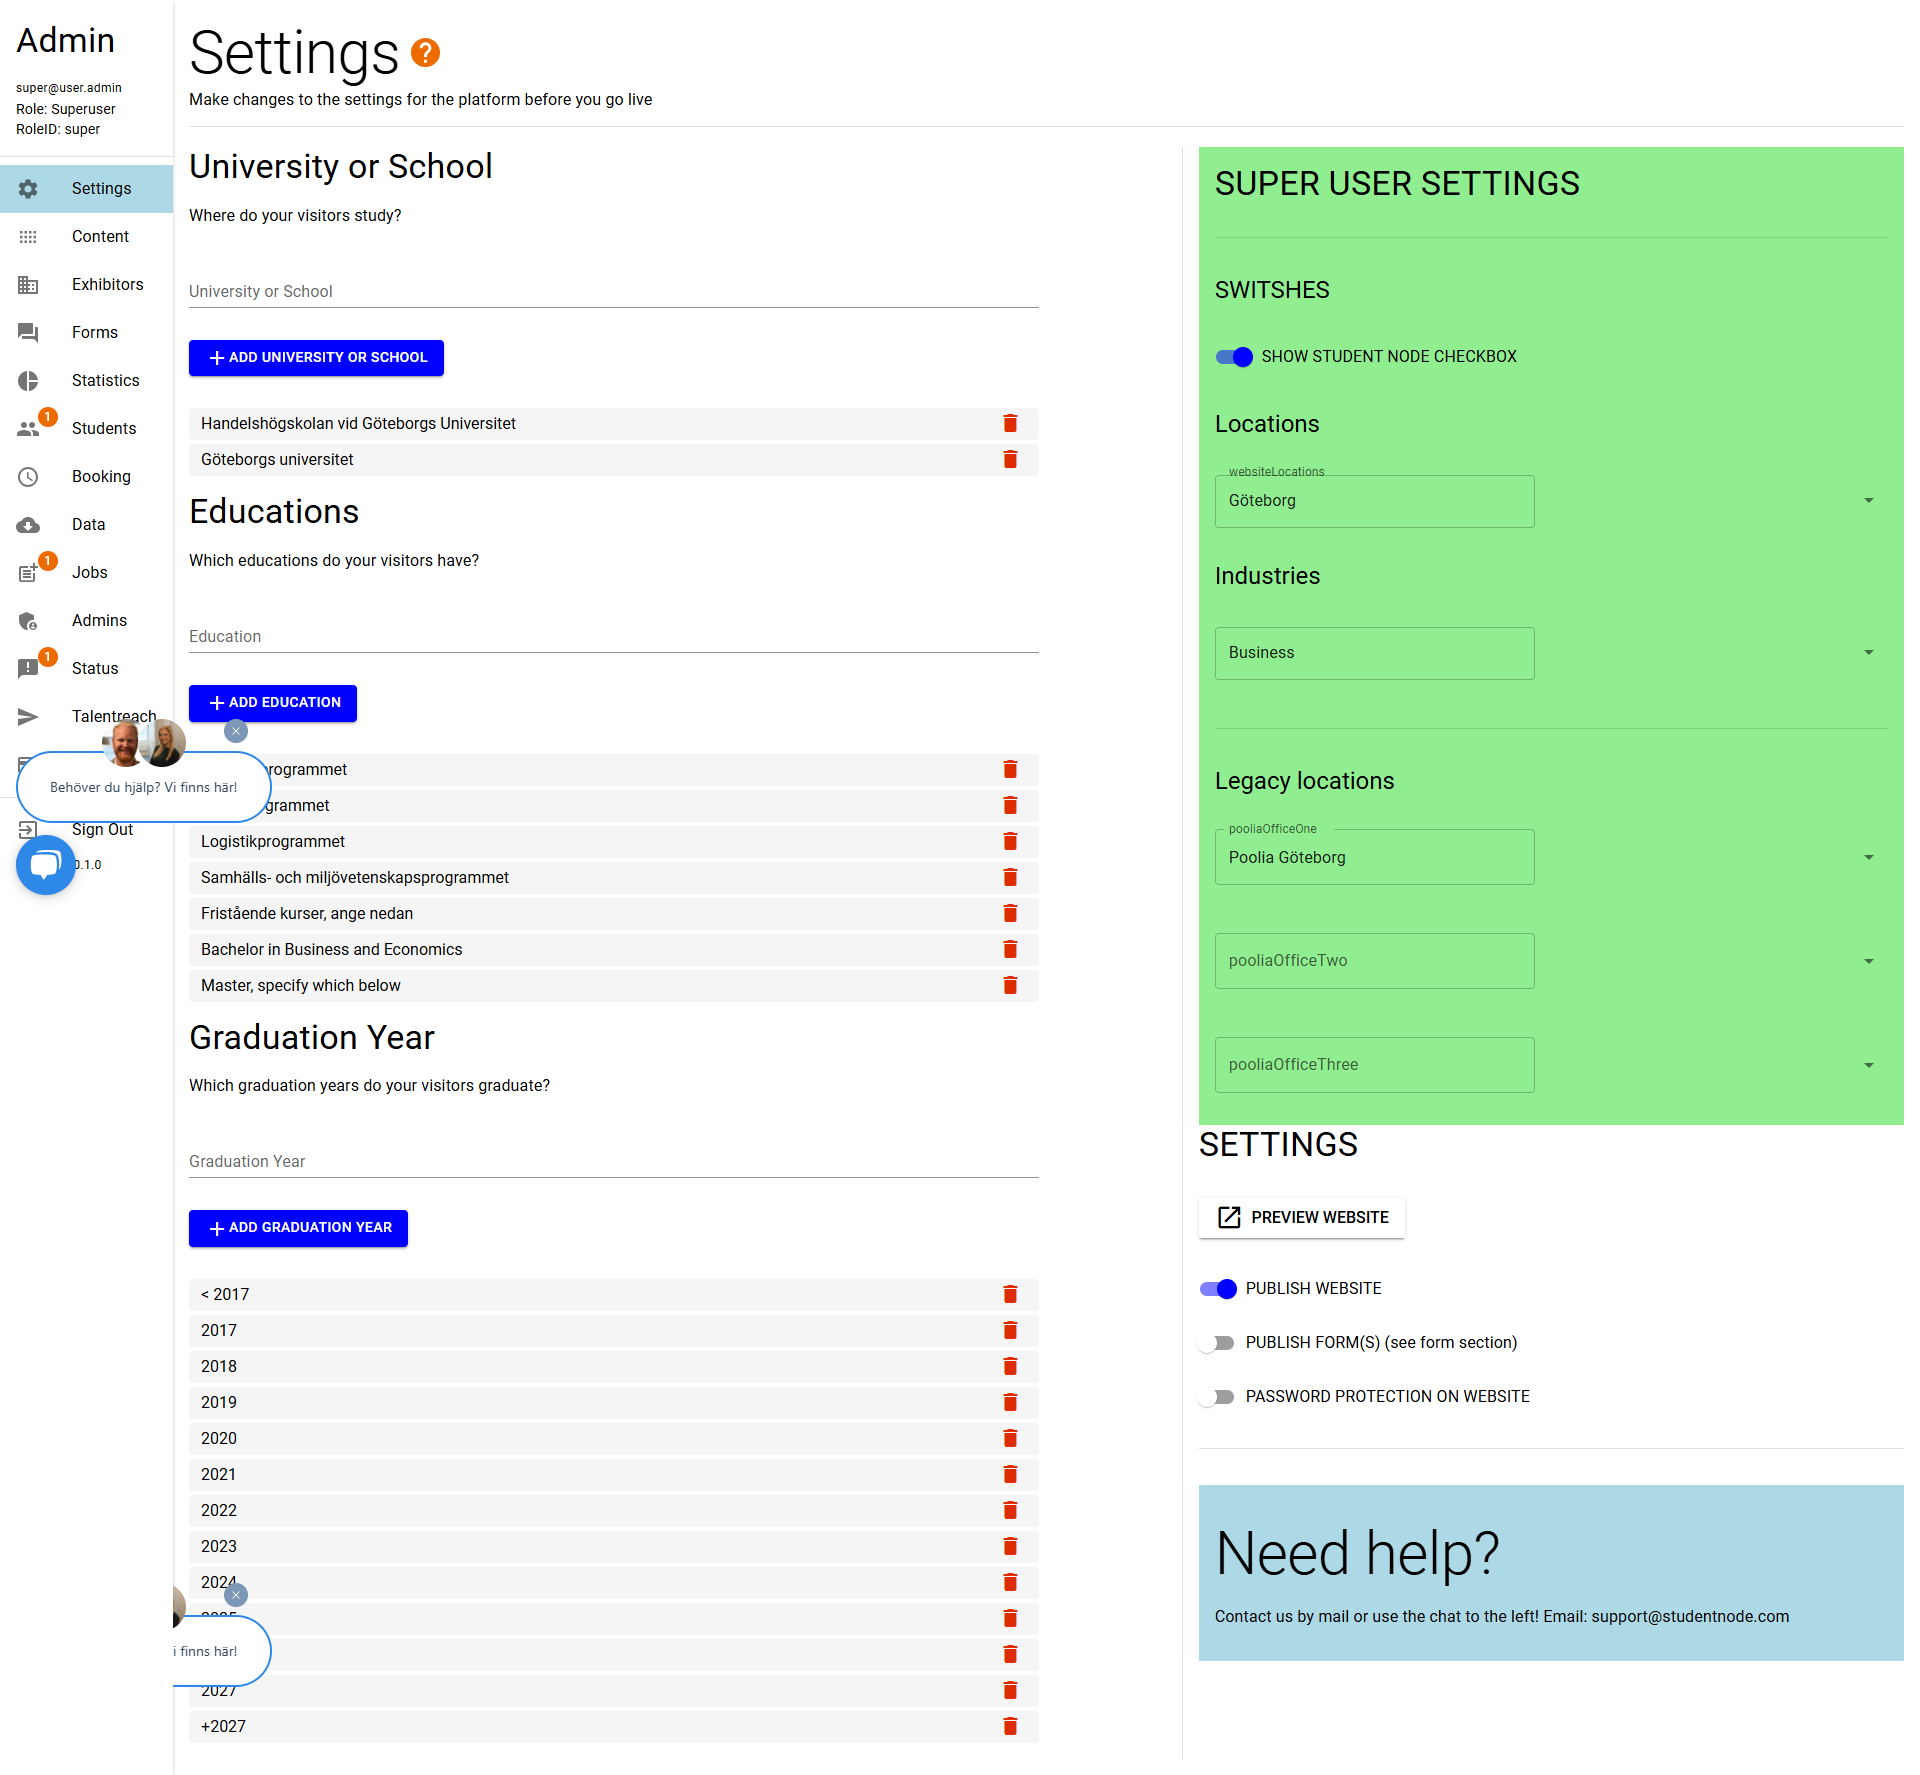 Admin
super@user.admin
Role: Superuser
RoleID: super
Settings
Content
Exhibitors
Forms
Statistics
1
Students
Booking
Data
1
Jobs
Admins
1
Status
Talentreach
Behöver du hjälp? Vi finns här!
Sign Out
0.1.0
Settings ?
Make changes to the settings for the platform before you go live
University or School
Where do your visitors study?
University or School
ADD UNIVERSITY OR SCHOOL
Handelshögskolan vid Göteborgs Universitet
Göteborgs universitet
Educations
Which educations do your visitors have?
Education
ADD EDUCATION
rogrammet
grammet
Logistikprogrammet
Samhälls- och miljövetenskapsprogrammet
Fristående kurser, ange nedan
Bachelor in Business and Economics
Master, specify which below
Graduation Year
Which graduation years do your visitors graduate?
Graduation Year
ADD GRADUATION YEAR
< 2017
2017
2018
2019
2020
2021
2022
2023
2024
i finns här!
2027
+2027
SUPER USER SETTINGS
SWITSHES
SHOW STUDENT NODE CHECKBOX
Locations
websiteLocations
Göteborg
Industries
Business
Legacy locations
pooliaOfficeOne
Poolia Göteborg
pooliaOfficeTwo
pooliaOfficeThree
SETTINGS
PREVIEW WEBSITE
PUBLISH WEBSITE
PUBLISH FORM(S) (see form section)
PASSWORD PROTECTION ON WEBSITE
Need help?
Contact us by mail or use the chat to the left! Email: support@studentnode.com